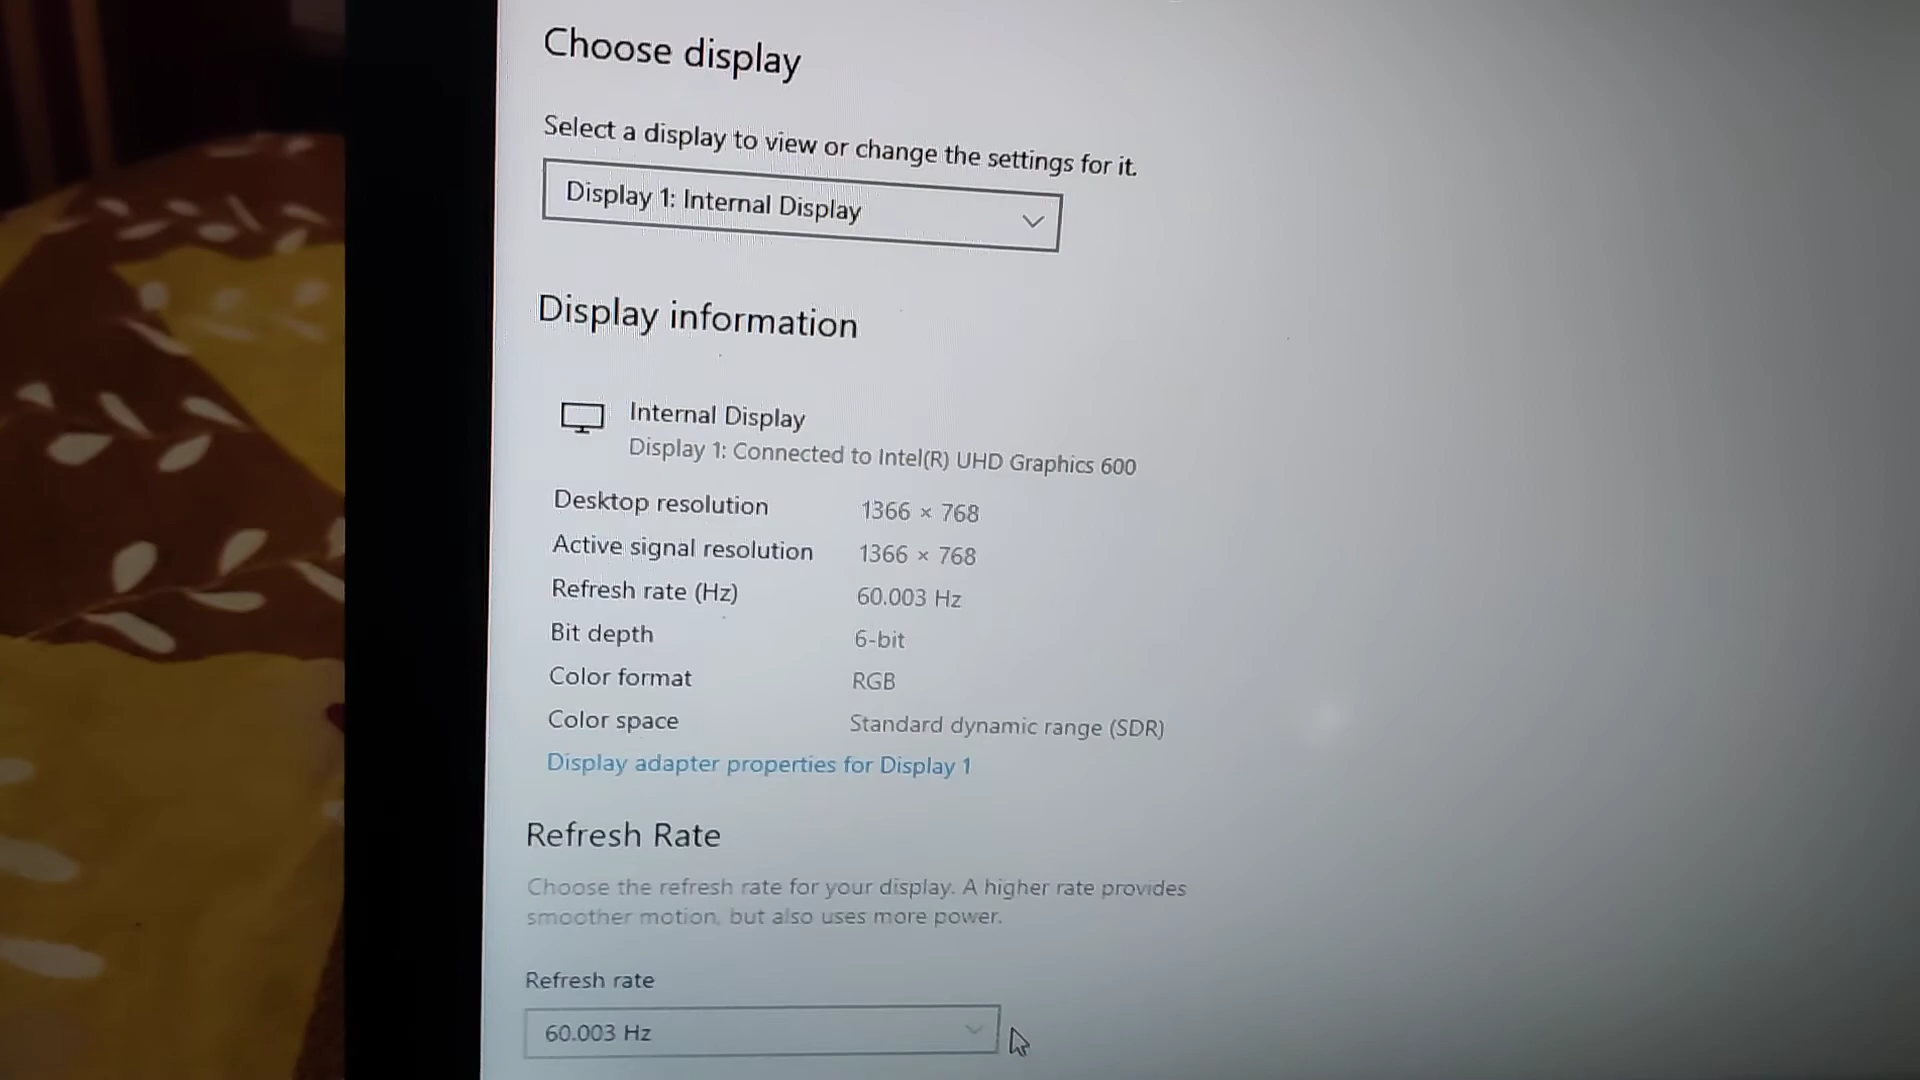 Choose display
Select a display to view or change the settings for it.
Display 1: Internal Display
Display information
Internal Display
Display 1: Connected to Intel(R) UHD Graphics 600
Desktop resolution 1366 × 768
Active signal resolution 1366 × 768
Refresh rate (Hz) 60.003 Hz
Bit depth 6-bit
Color format RGB
Color space Standard dynamic range (SDR)
Display adapter properties for Display 1
Refresh Rate
Choose the refresh rate for your display. A higher rate provides
smoother motion, but also uses more power.
Refresh rate
60.003 Hz